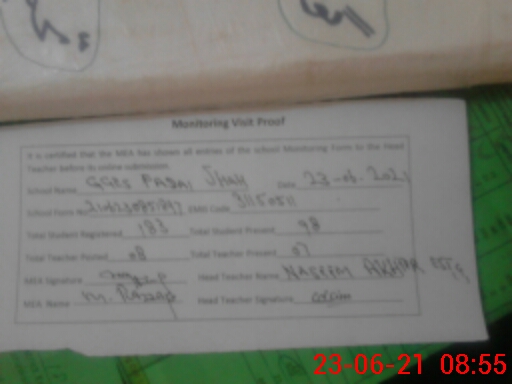 Monitoring Visit Proof
It is certified that the MEA has shown all entries of the school Monitoring Form to the Head
Teacher before its online submission.
School Name GGES FAZAL SHAH Date 23-06-2021
School Form No EMIS Code 31150511
Total Student Registered 183 Total Student Present 98
Total Teacher Posted 08 Total Teacher Present 07
MEA Signature Head Teacher Name NASEEM AKHTAR
MEA Name M. Razzaq Head Teacher Signature
23-06-21 08:55